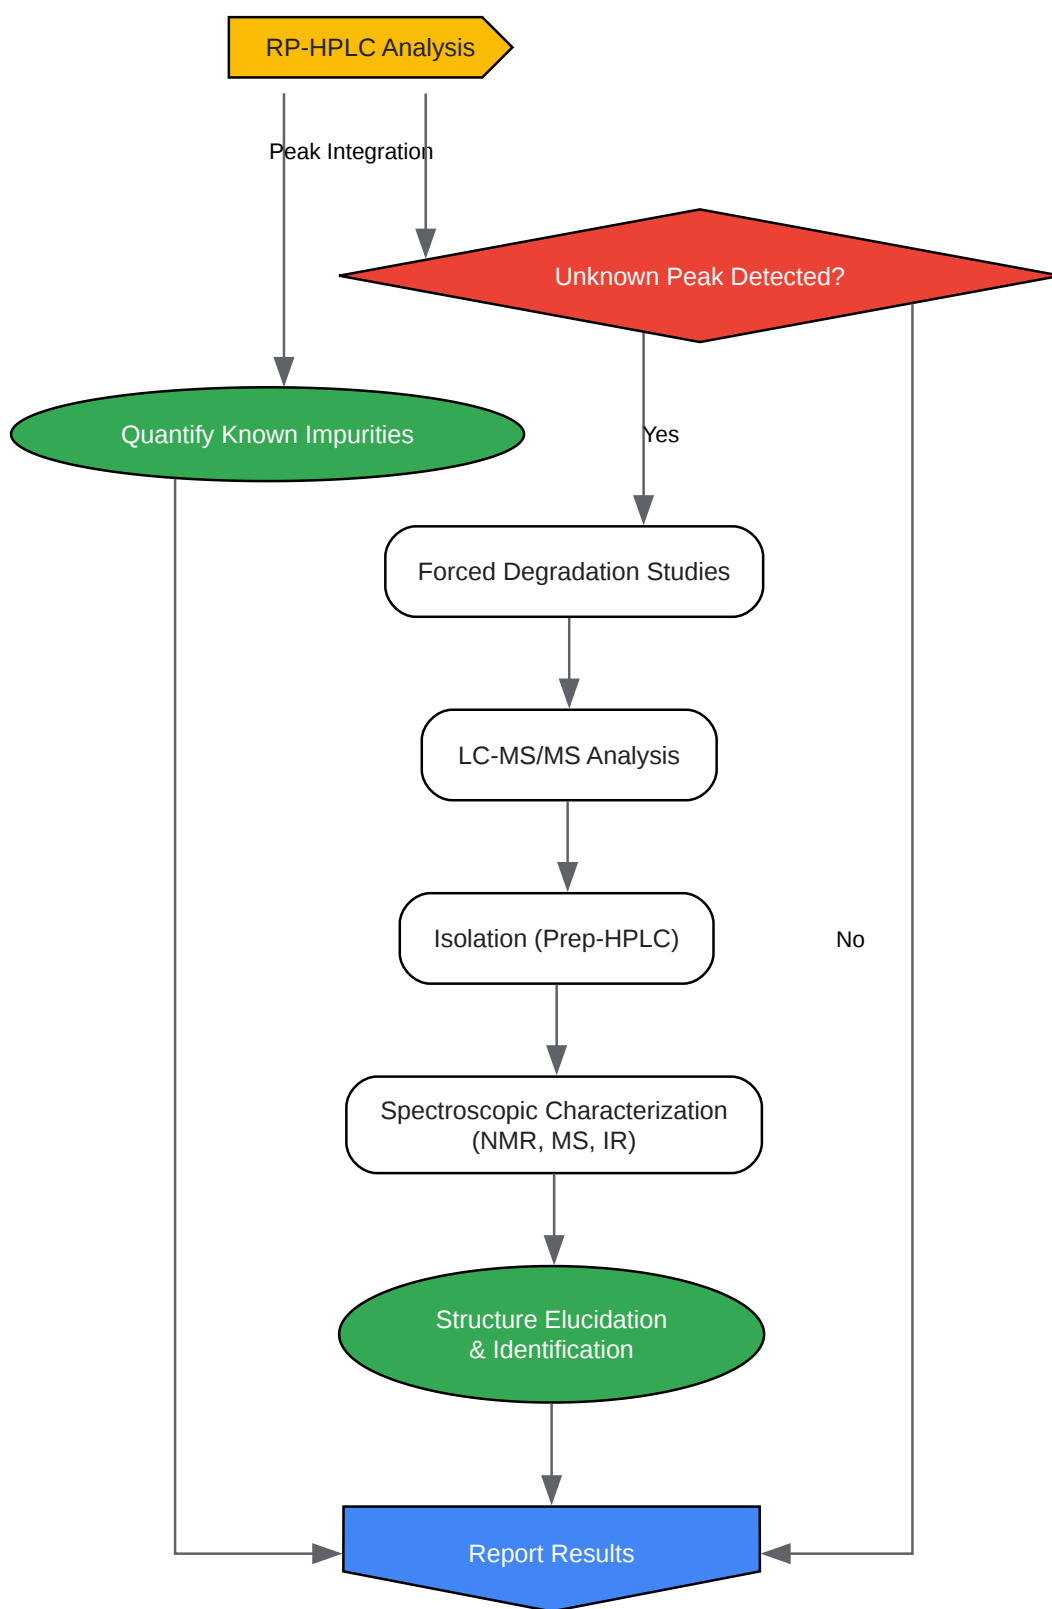 RP-HPLC Analysis
Peak Integration
Unknown Peak Detected?
Quantify Known Impurities
Yes
Forced Degradation Studies
LC-MS/MS Analysis
Isolation (Prep-HPLC)
No
Spectroscopic Characterization
(NMR, MS, IR)
Structure Elucidation
& Identification
Report Results